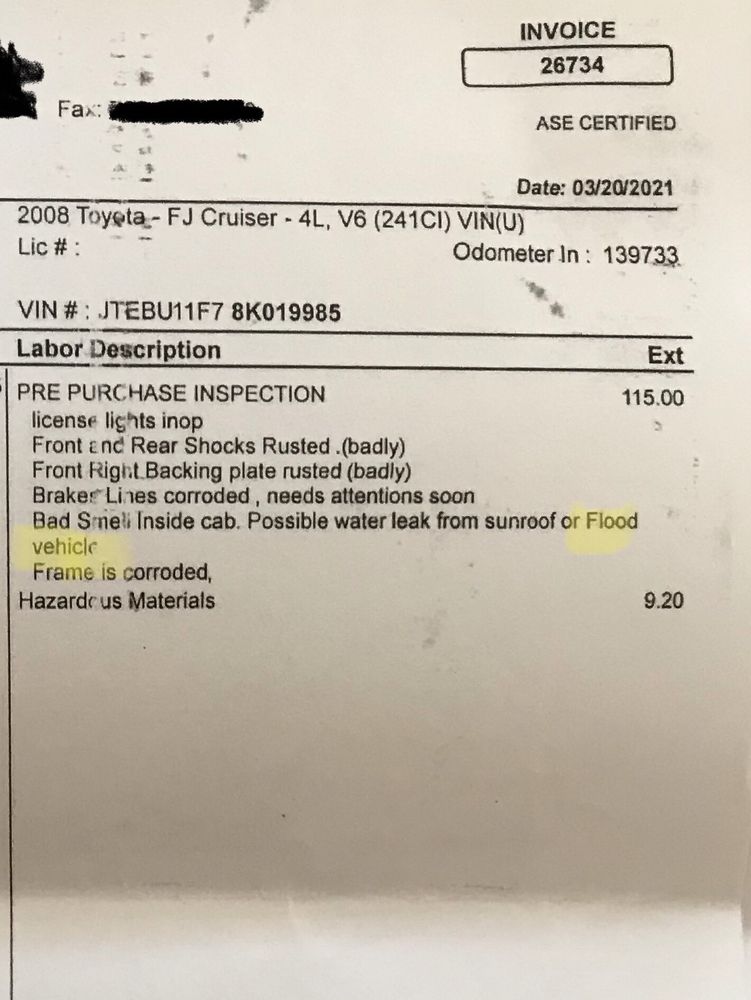 INVOICE
26734
Fax:
ASE CERTIFIED
Date: 03/20/2021
2008 Toyota - FJ Cruiser - 4L, V6 (241CI) VIN(U)
Lic # :
Odometer In : 139733
VIN # : JTEBU11F7 8K019985
Labor Description Ext
PRE PURCHASE INSPECTION 115.00
license lights inop
Front and Rear Shocks Rusted .(badly)
Front Right Backing plate rusted (badly)
Brakes Lines corroded , needs attentions soon
Bad Smell Inside cab. Possible water leak from sunroof or Flood
vehicle
Frame is corroded,
Hazardous Materials 9.20